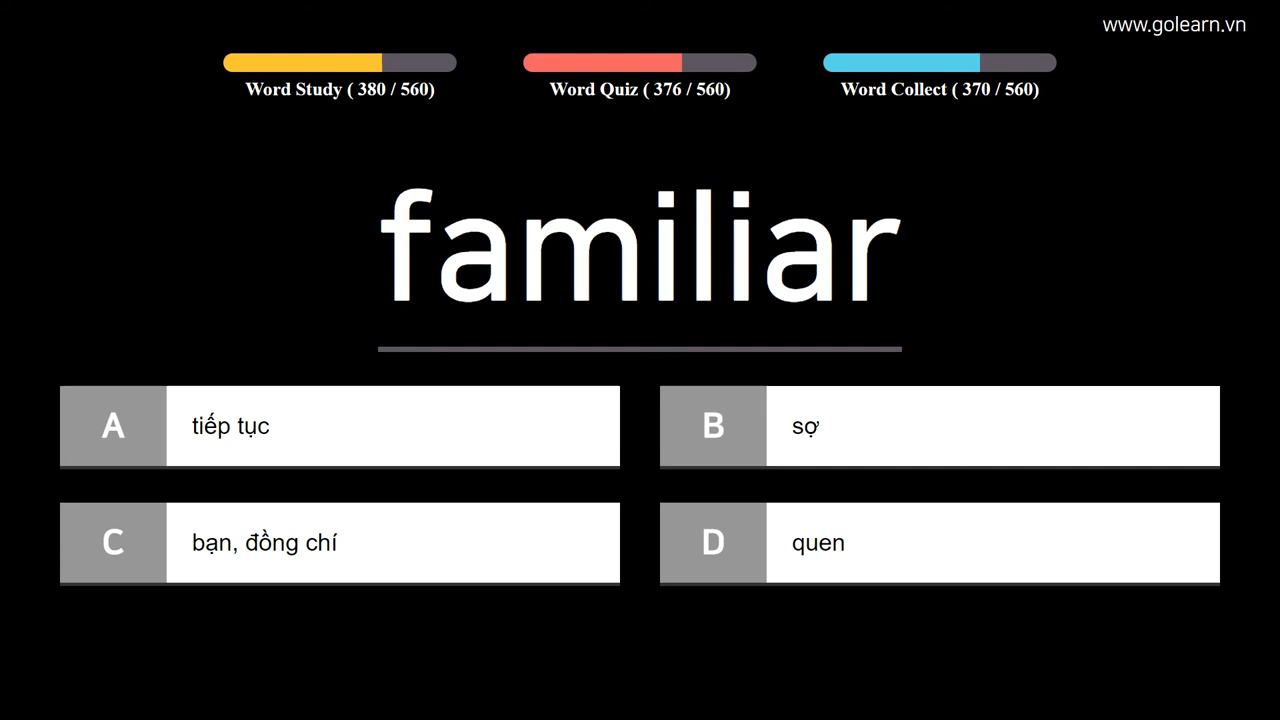 www.golearn.vn
Word Study ( 380 / 560)
Word Quiz ( 376 / 560)
Word Collect ( 370 / 560)
familiar
A tiếp tục
B sợ
C bạn, đồng chí
D quen